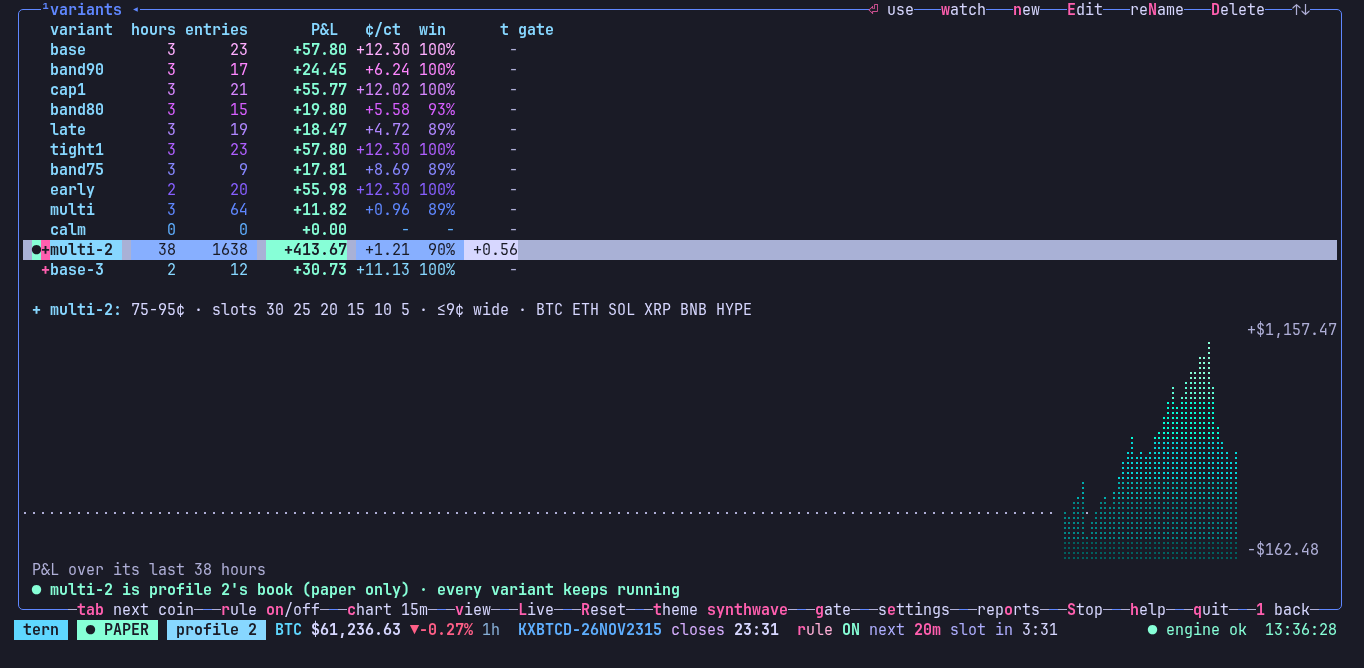 ¹variants ◂ ⏎ use watch new Edit reName Delete ↑↓
variant hours entries P&L ¢/ct win t gate
base 3 23 +57.80 +12.30 100% -
band90 3 17 +24.45 +6.24 100% -
cap1 3 21 +55.77 +12.02 100% -
band80 3 15 +19.80 +5.58 93% -
late 3 19 +18.47 +4.72 89% -
tight1 3 23 +57.80 +12.30 100% -
band75 3 9 +17.81 +8.69 89% -
early 2 20 +55.98 +12.30 100% -
multi 3 64 +11.82 +0.96 89% -
calm 0 0 +0.00 - - -
●+multi-2 38 1638 +413.67 +1.21 90% +0.56
+base-3 2 12 +30.73 +11.13 100% -
+ multi-2: 75-95¢ · slots 30 25 20 15 10 5 · ≤9¢ wide · BTC ETH SOL XRP BNB HYPE
+$1,157.47
-$162.48
P&L over its last 38 hours
● multi-2 is profile 2's book (paper only) · every variant keeps running
tab next coin rule on/off chart 15m view Live Reset theme synthwave gate settings reports Stop help quit 1 back
tern ● PAPER profile 2 BTC $61,236.63 ▼-0.27% 1h KXBTCD-26NOV2315 closes 23:31 rule ON next 20m slot in 3:31 ● engine ok 13:36:28